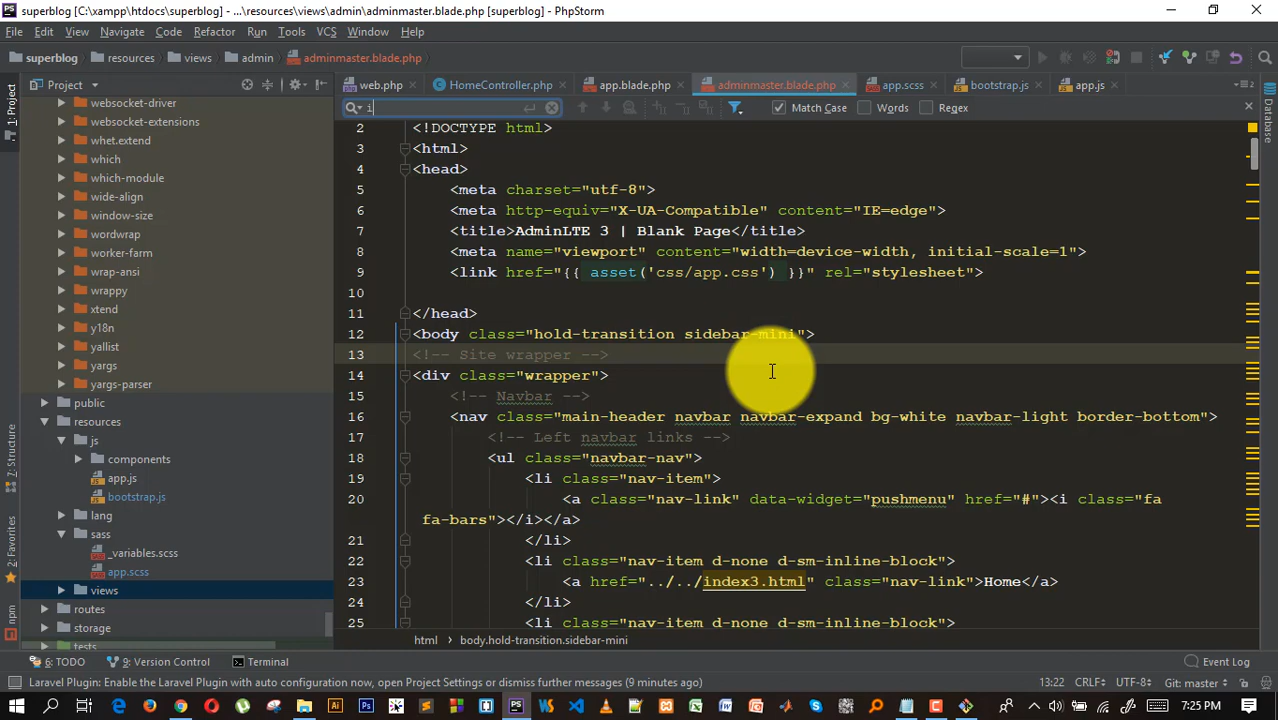 superblog [C:\xampp\htdocs\superblog] - ...\resources\views\admin\adminmaster.blade.php [superblog] - PhpStorm
File Edit View Navigate Code Refactor Run Tools VCS Window Help
superblog resources views admin adminmaster.blade.php
Project web.php HomeController.php app.blade.php adminmaster.blade.php app.scss bootstrap.js app.js
i Match Case Words Regex
websocket-driver
websocket-extensions
whet.extend
which
which-module
wide-align
window-size
wordwrap
worker-farm
wrap-ansi
wrappy
xtend
y18n
yallist
yargs
yargs-parser
public
resources
js
components
app.js
bootstrap.js
lang
sass
_variables.scss
app.scss
views
routes
storage
tests
1: Project
7: Structure
2: Favorites
npm
Database
2 <!DOCTYPE html>
3 <html>
4 <head>
5 <meta charset="utf-8">
6 <meta http-equiv="X-UA-Compatible" content="IE=edge">
7 <title>AdminLTE 3 | Blank Page</title>
8 <meta name="viewport" content="width=device-width, initial-scale=1">
9 <link href="{{ asset('css/app.css') }}" rel="stylesheet">
10
11 </head>
12 <body class="hold-transition sidebar-mini">
13 <!-- Site wrapper -->
14 <div class="wrapper">
15 <!-- Navbar -->
16 <nav class="main-header navbar navbar-expand bg-white navbar-light border-bottom">
17 <!-- Left navbar links -->
18 <ul class="navbar-nav">
19 <li class="nav-item">
20 <a class="nav-link" data-widget="pushmenu" href="#"><i class="fa
fa-bars"></i></a>
21 </li>
22 <li class="nav-item d-none d-sm-inline-block">
23 <a href="../../index3.html" class="nav-link">Home</a>
24 </li>
25 <li class="nav-item d-none d-sm-inline-block">
html body.hold-transition.sidebar-mini
6: TODO 9: Version Control Terminal Event Log
Laravel Plugin: Enable the Laravel Plugin with auto configuration now, open Project Settings or dismiss further messages (9 minutes ago) 13:22 CRLF÷ UTF-8÷ Git: master÷
7:25 PM